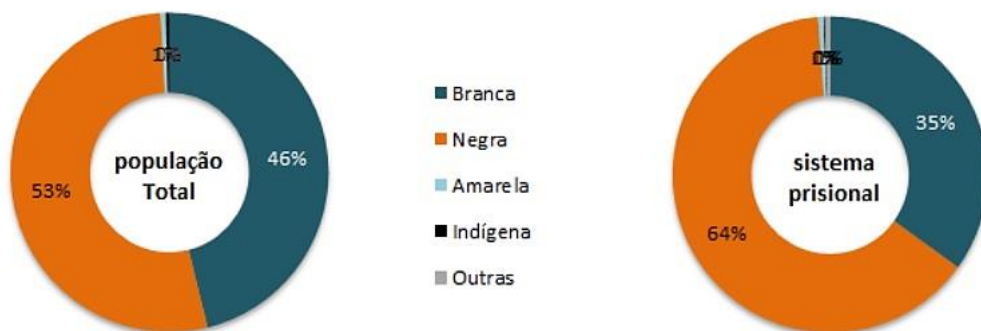 46%
53%
população
Total
Branca
Negra
Amarela
Indígena
Outras
35%
64%
sistema
prisional